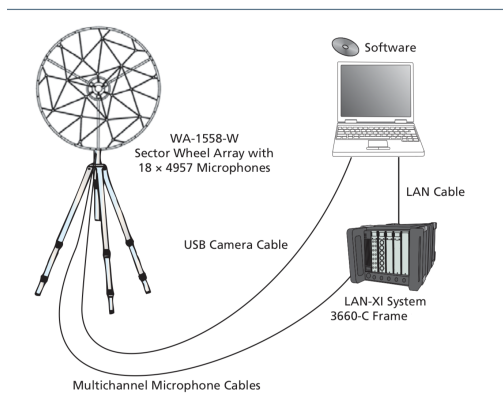 Software
WA-1558-W
Sector Wheel Array with
18 × 4957 Microphones
LAN Cable
USB Camera Cable
LAN-XI System
3660-C Frame
Multichannel Microphone Cables